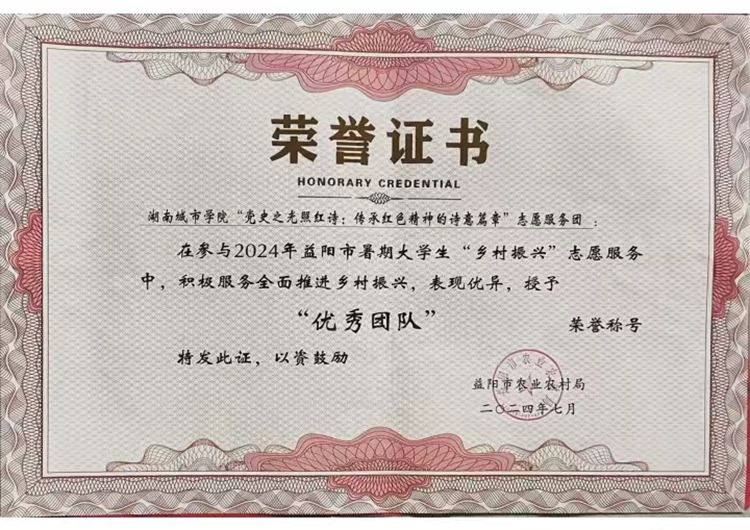 荣誉证书
HONORARY CREDENTIAL
湖南城市学院“党史之光照红诗：传承红色精神的诗意篇章”志愿服务团：
在参与2024年益阳市暑期大学生“乡村振兴”志愿服务
中，积极服务全面推进乡村振兴，表现优异，授予
“优秀团队” 荣誉称号
特发此证，以资鼓励
益阳市农业农村局
二〇二四年七月